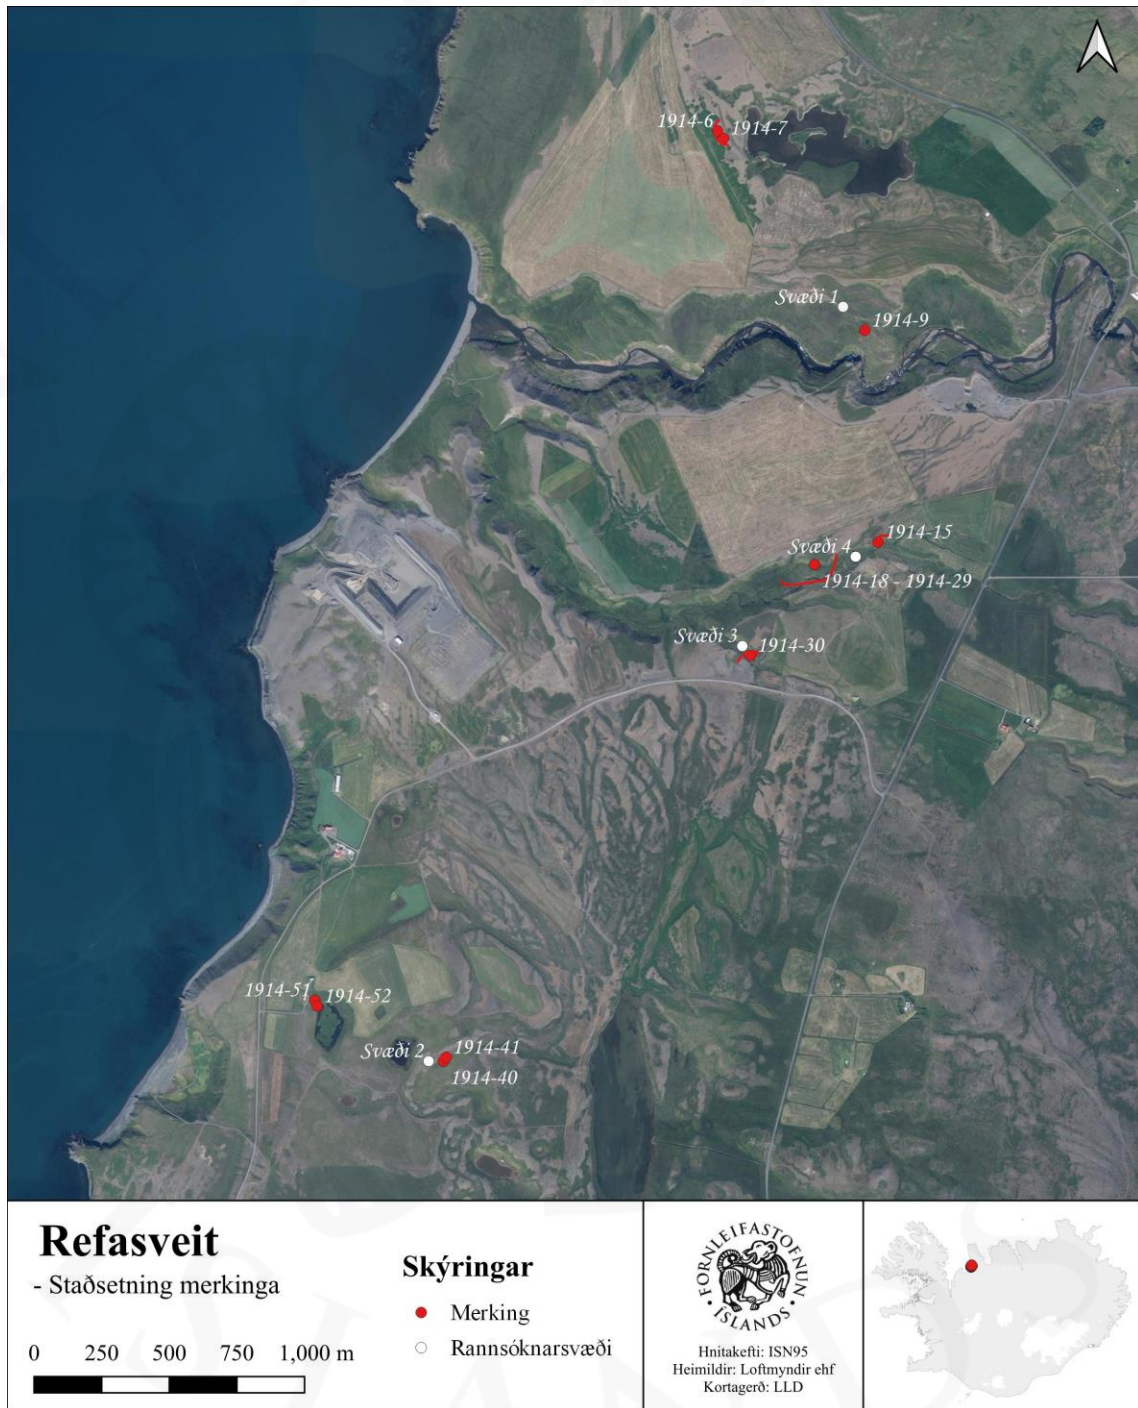 1914-6
1914-7
Svæði 1
1914-9
1914-15
Svæði 4
1914-18 - 1914-29
Svæði 3
1914-30
1914-51
1914-52
Svæði 2
1914-41
1914-40
Refasveit
- Staðsetning merkinga
0 250 500 750 1,000 m
Skýringar
Merking
Rannsóknarsvæði
FORNLEIFASTOFNUN
• ÍSLANDS •
Hnitakefti: ISN95
Heimildir: Loftmyndir ehf
Kortagerð: LLD